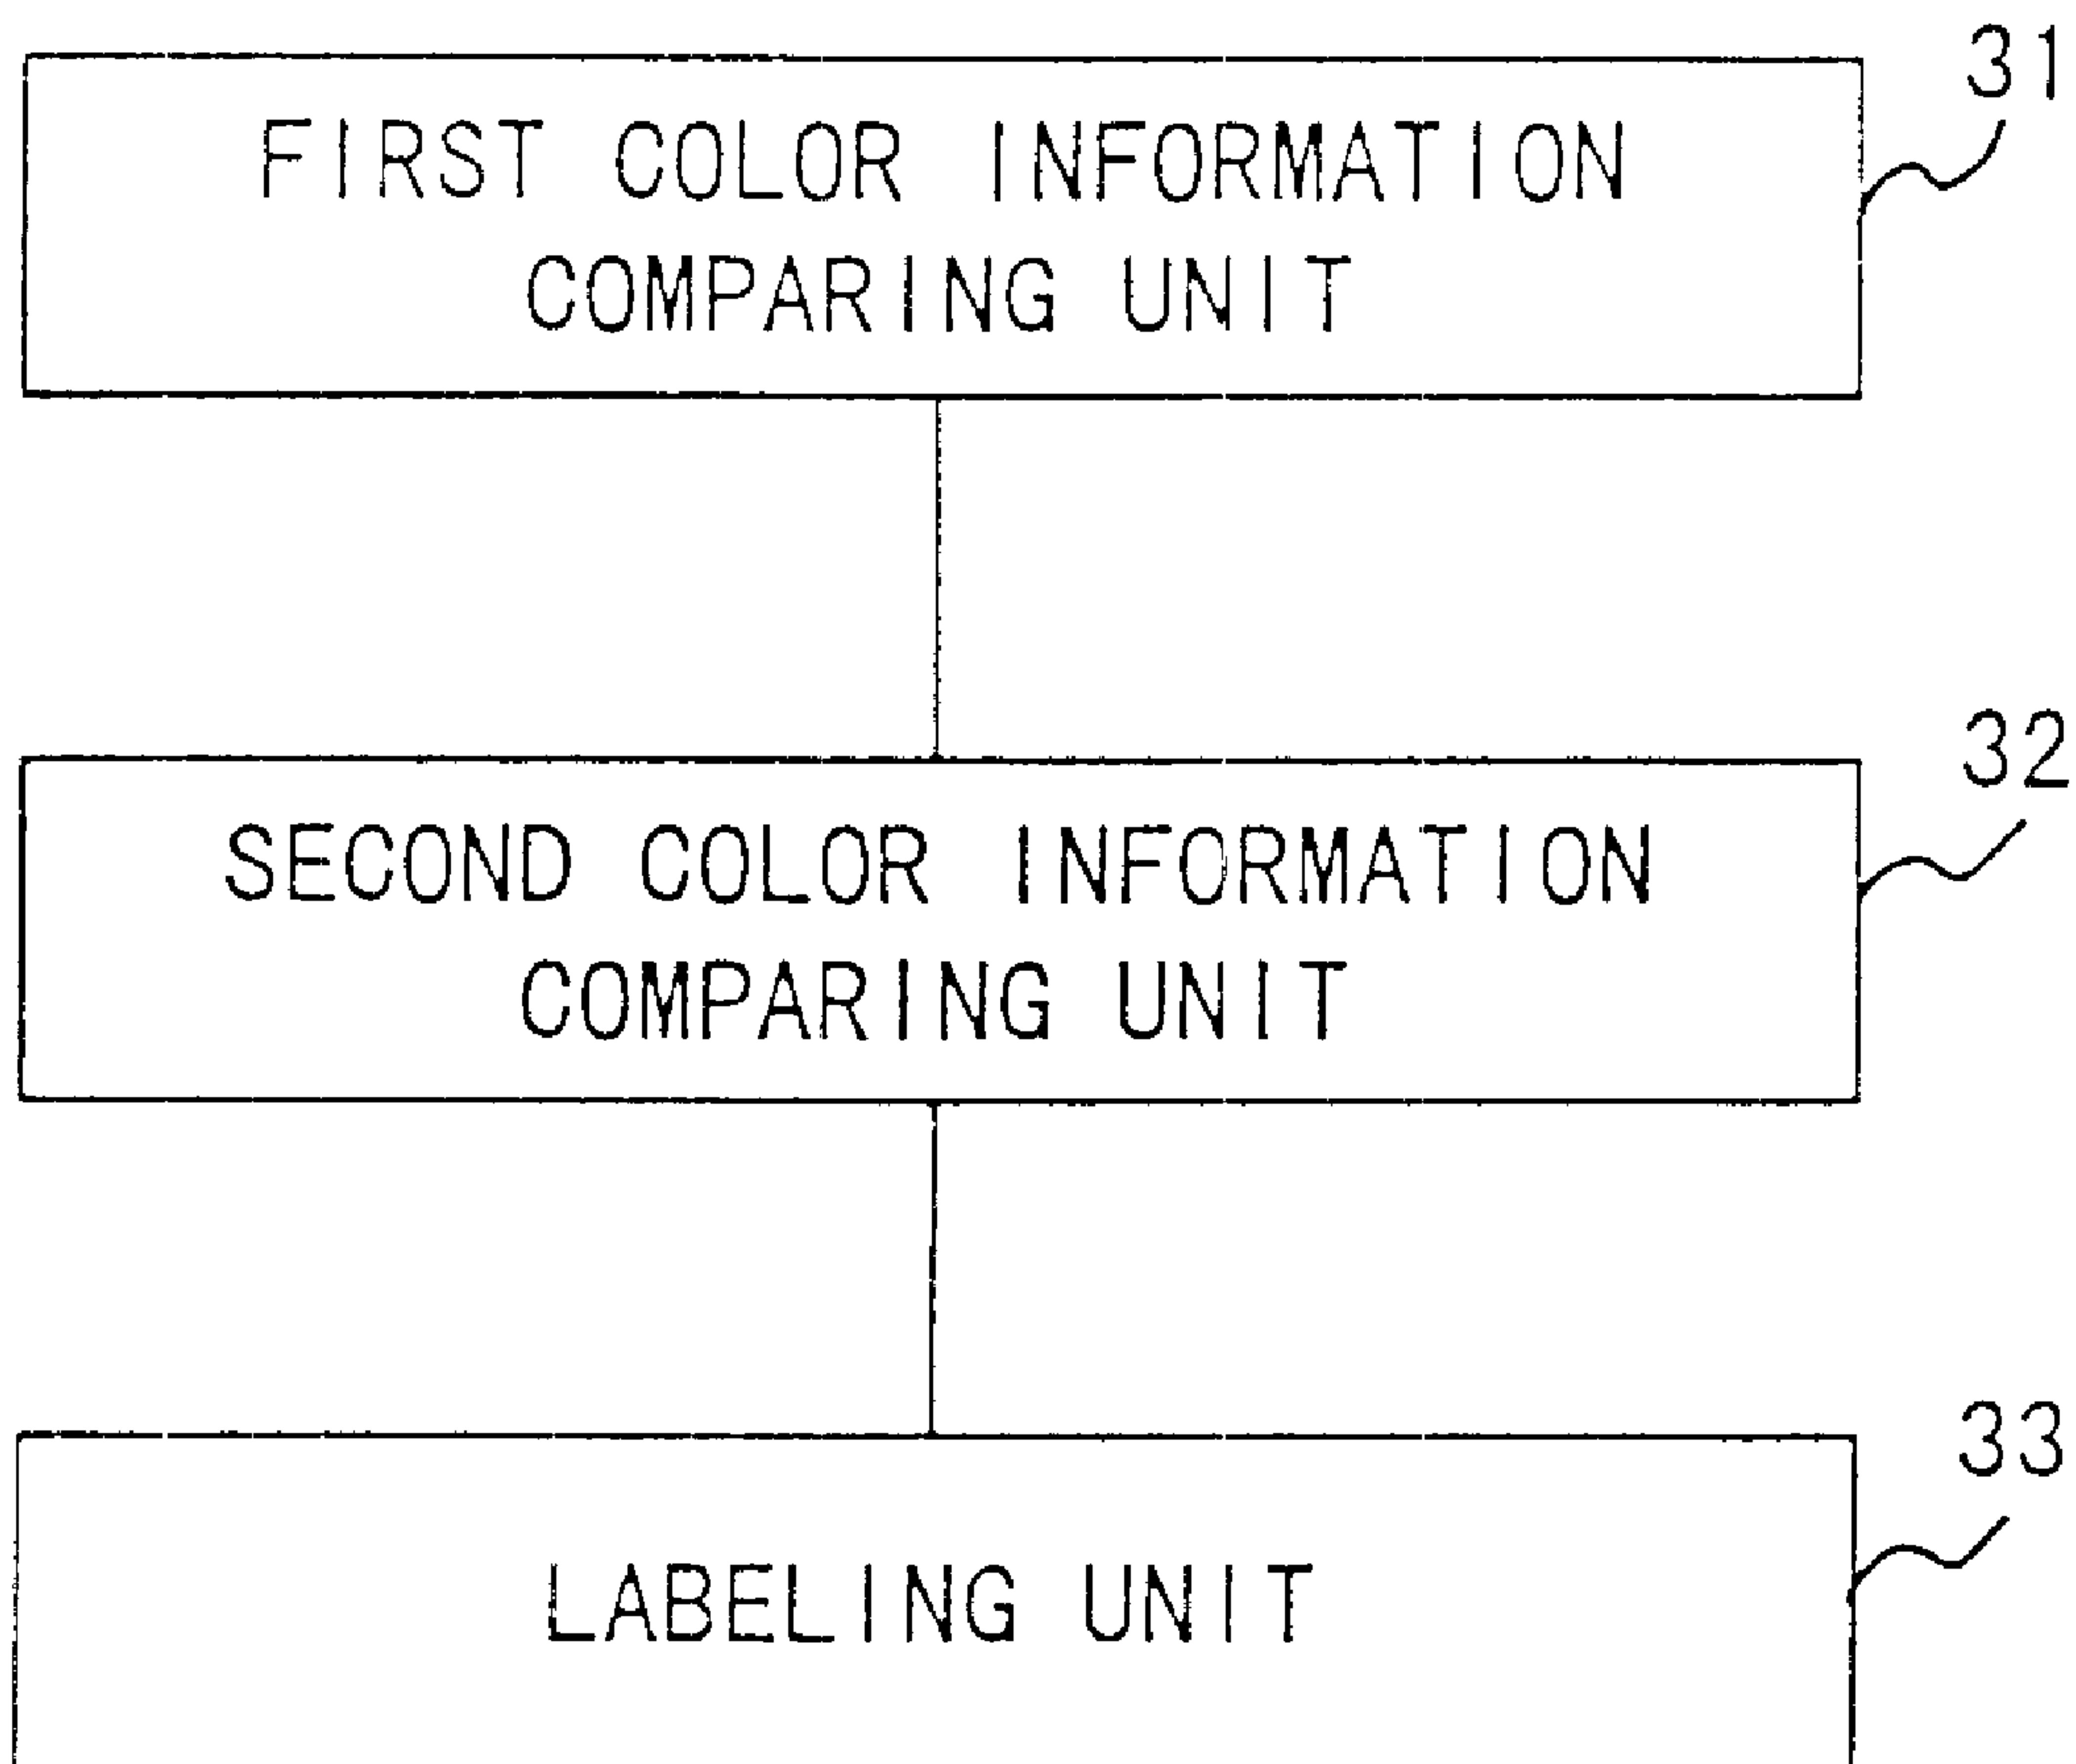 31
FIRST COLOR INFORMATION
COMPARING UNIT
32
SECOND COLOR INFORMATION
COMPARING UNIT
33
LABELING UNIT